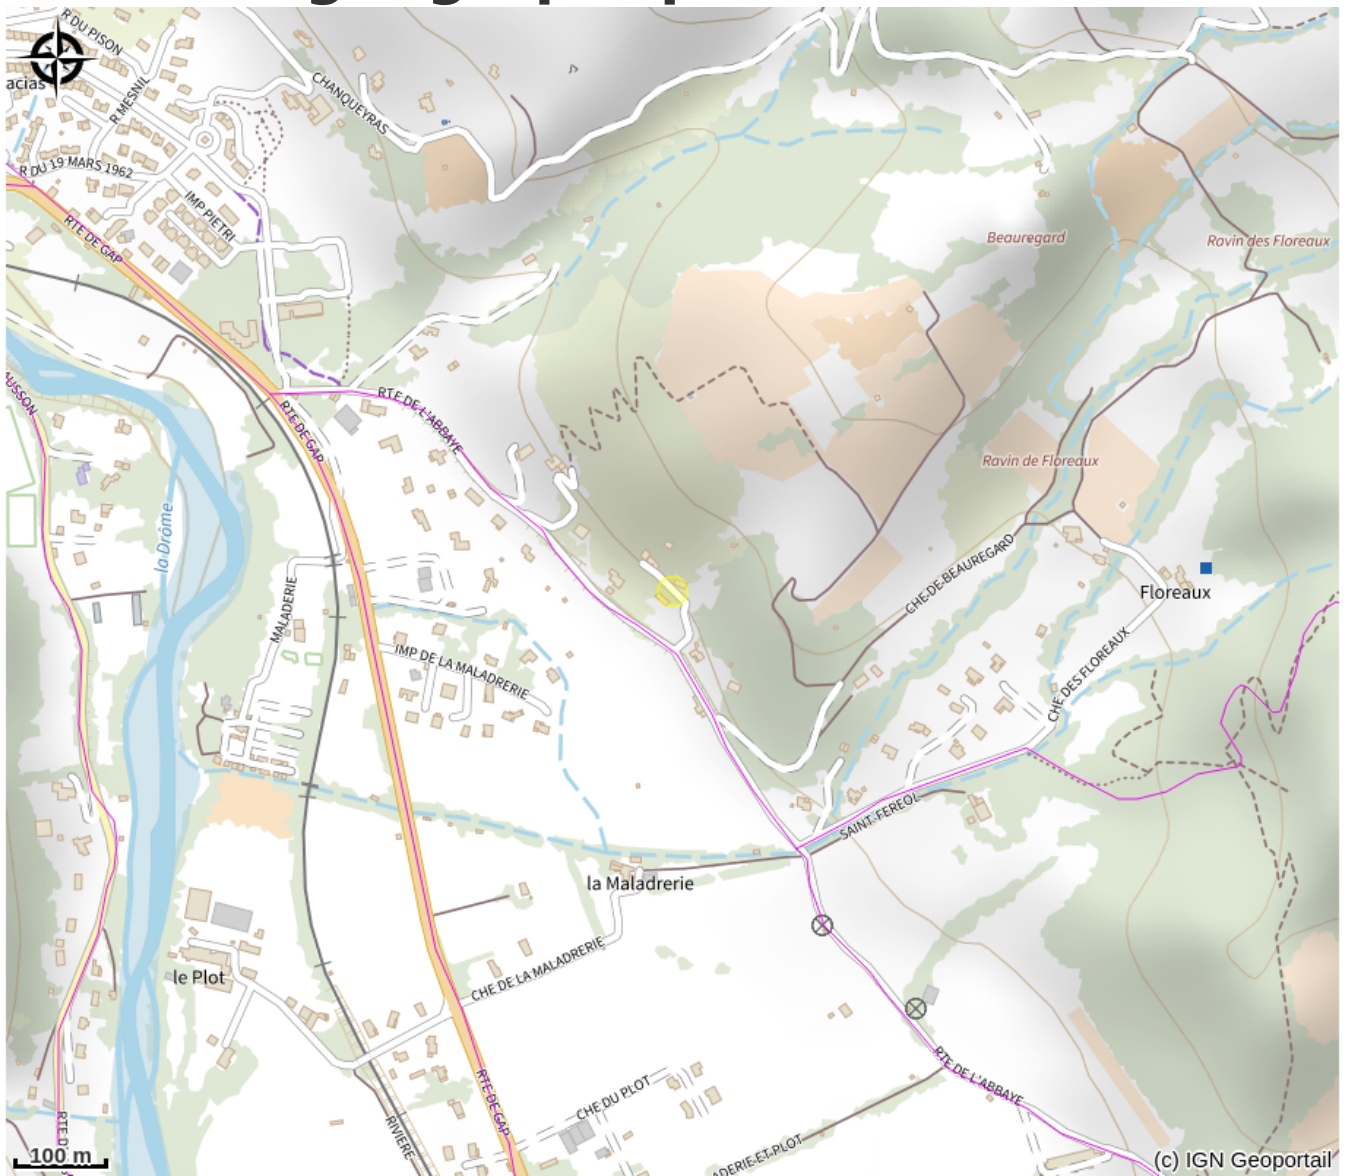 R DU PISON
acias
R MESNIL
CHANQUEYRAS
R DU 19 MARS 1962
IMP PIETRI
RTE DE GAP
Beauregard
Ravin des Floreaux
AUSSON
RTE DE GAP
RTE DE L'ABBAYE
Ravin de Floreaux
la Drôme
CHE-DE-BEAUREGARD
MALADERIE
Floreaux
IMP DE LA MALADRERIE
CHE DES FLOREAUX
SAINT-FEREOL
la Maladrerie
le Plot
CHE DE LA MALADRERIE
RTE DE GAP
CHE DU PLOT
RTE DE L'ABBAYE
RIVIERE
RTE D
ADERIE-ET-PLOT
100 m
(c) IGN Geoportail